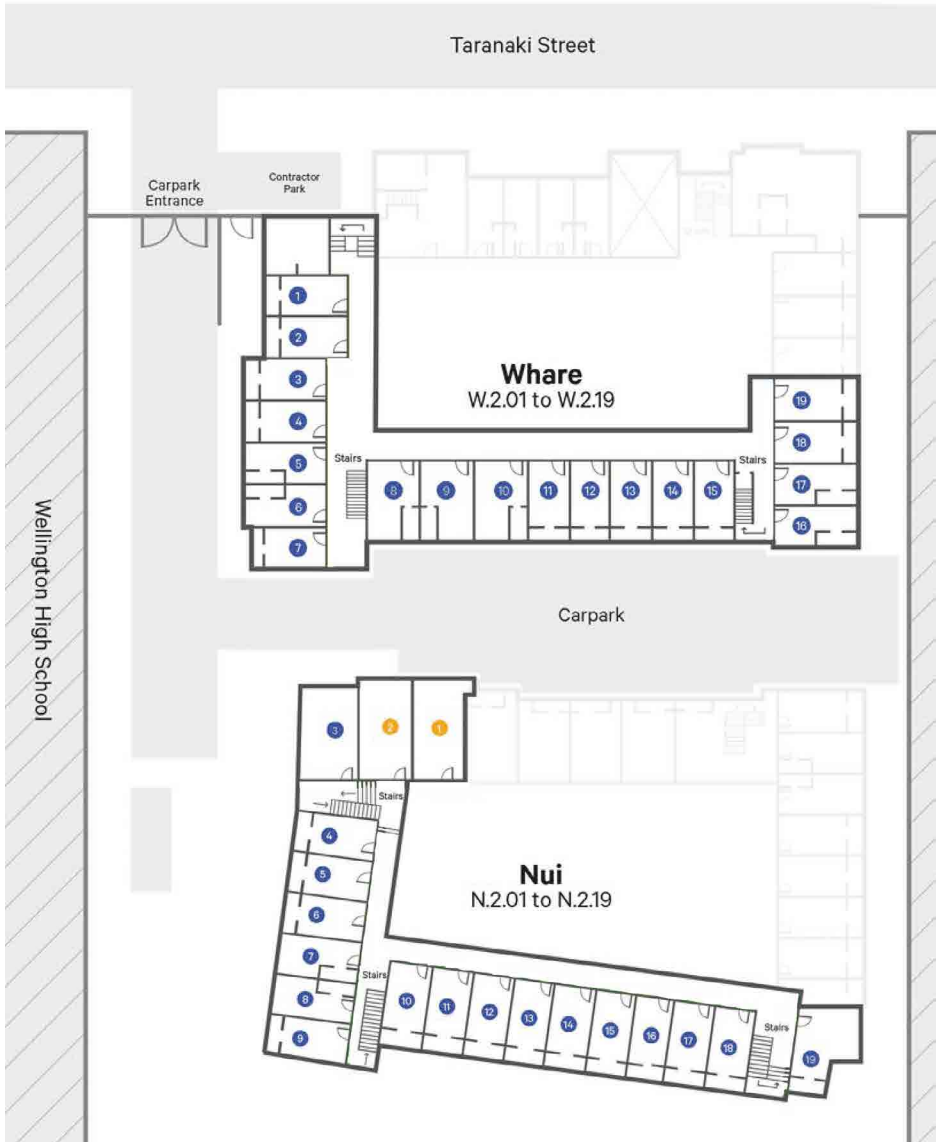 Taranaki Street
Carpark
Entrance
Contractor
Park
1
2
3
4
5
6
7
Whare
W.2.01 to W.2.19
Stairs
8
9
10
11
12
13
14
15
Stairs
19
18
17
16
Wellington High School
Carpark
3
2
1
Stairs
4
5
6
7
8
9
Nui
N.2.01 to N.2.19
Stairs
10
11
12
13
14
15
16
17
18
Stairs
19